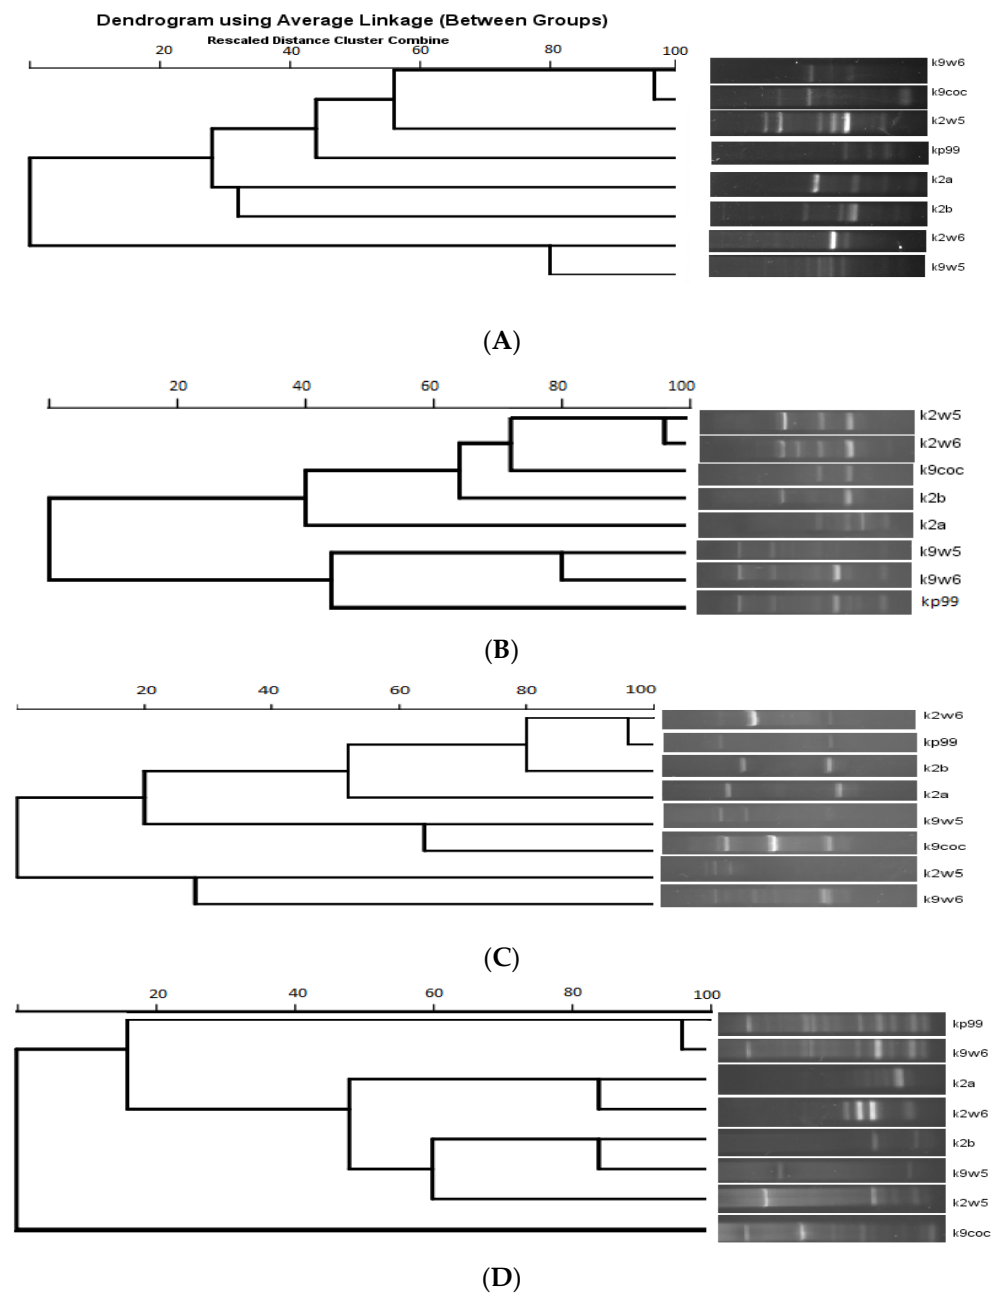 Dendrogram using Average Linkage (Between Groups)
Rescaled Distance Cluster Combine
20 40 60 80 100
k9w6
k9coc
k2w5
kp99
k2a
k2b
k2w6
k9w5
(A)
20 40 60 80 100
k2w5
k2w6
k9coc
k2b
k2a
k9w5
k9w6
kp99
(B)
20 40 60 80 100
k2w6
kp99
k2b
k2a
k9w5
k9coc
k2w5
k9w6
(C)
20 40 60 80 100
kp99
k9w6
k2a
k2w6
k2b
k9w5
k2w5
k9coc
(D)